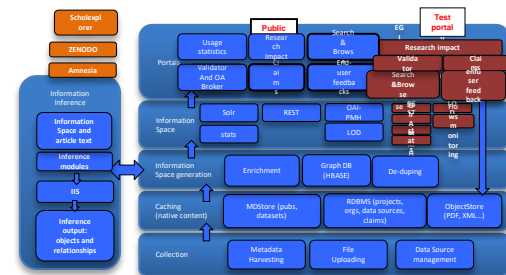 Scholexpl
orer
ZENODO
Amnesia
Information
Inference
Information
Space and
article text
Inference
modules
IIS
Inference
output:
objects and
relationships
Public
Test
portal
Portals
Usage
statistics
Resear
ch
Impact
Search
&
Brows
Validator
And OA
Broker
End-
user
feedba
cks
Research impact
Valida
tor
Clai
ms
Search
&Brow
se
enduser
feed
back
Information
Space
Solr
REST
OAI-
PMH
stats
LOD
Information
Space generation
Enrichment
Graph DB
(HBASE)
De-duping
Caching
(native content)
MDStore (pubs,
datasets)
RDBMS (projects,
orgs, data sources,
claims)
ObjectStore
(PDF, XML...)
Collection
Metadata
Harvesting
File
Uploading
Data Source
management